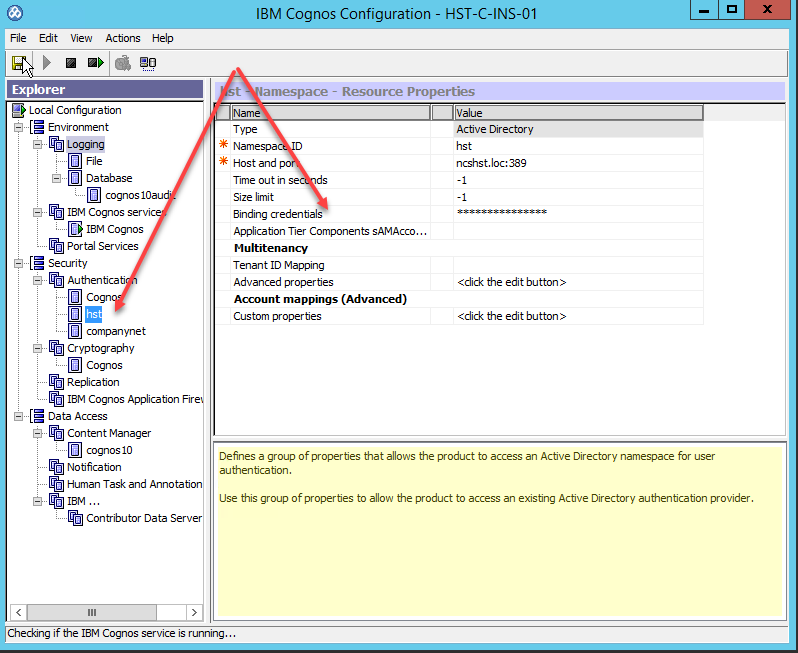 IBM Cognos Configuration - HST-C-INS-01
File Edit View Actions Help
Explorer
Local Configuration
Environment
Logging
File
Database
cognos10audit
IBM Cognos services
IBM Cognos
Portal Services
Security
Authentication
Cognos
hst
companynet
Cryptography
Cognos
Replication
IBM Cognos Application Firew
Data Access
Content Manager
cognos10
Notification
Human Task and Annotation
IBM ...
Contributor Data Server
hst - Namespace - Resource Properties
Name Value
Type Active Directory
Namespace ID hst
Host and port ncshst.loc:389
Time out in seconds -1
Size limit -1
Binding credentials ***************
Application Tier Components sAMAcco...
Multitenancy
Tenant ID Mapping
Advanced properties <click the edit button>
Account mappings (Advanced)
Custom properties <click the edit button>
Defines a group of properties that allows the product to access an Active Directory namespace for user
authentication.
Use this group of properties to allow the product to access an existing Active Directory authentication provider.
Checking if the IBM Cognos service is running...